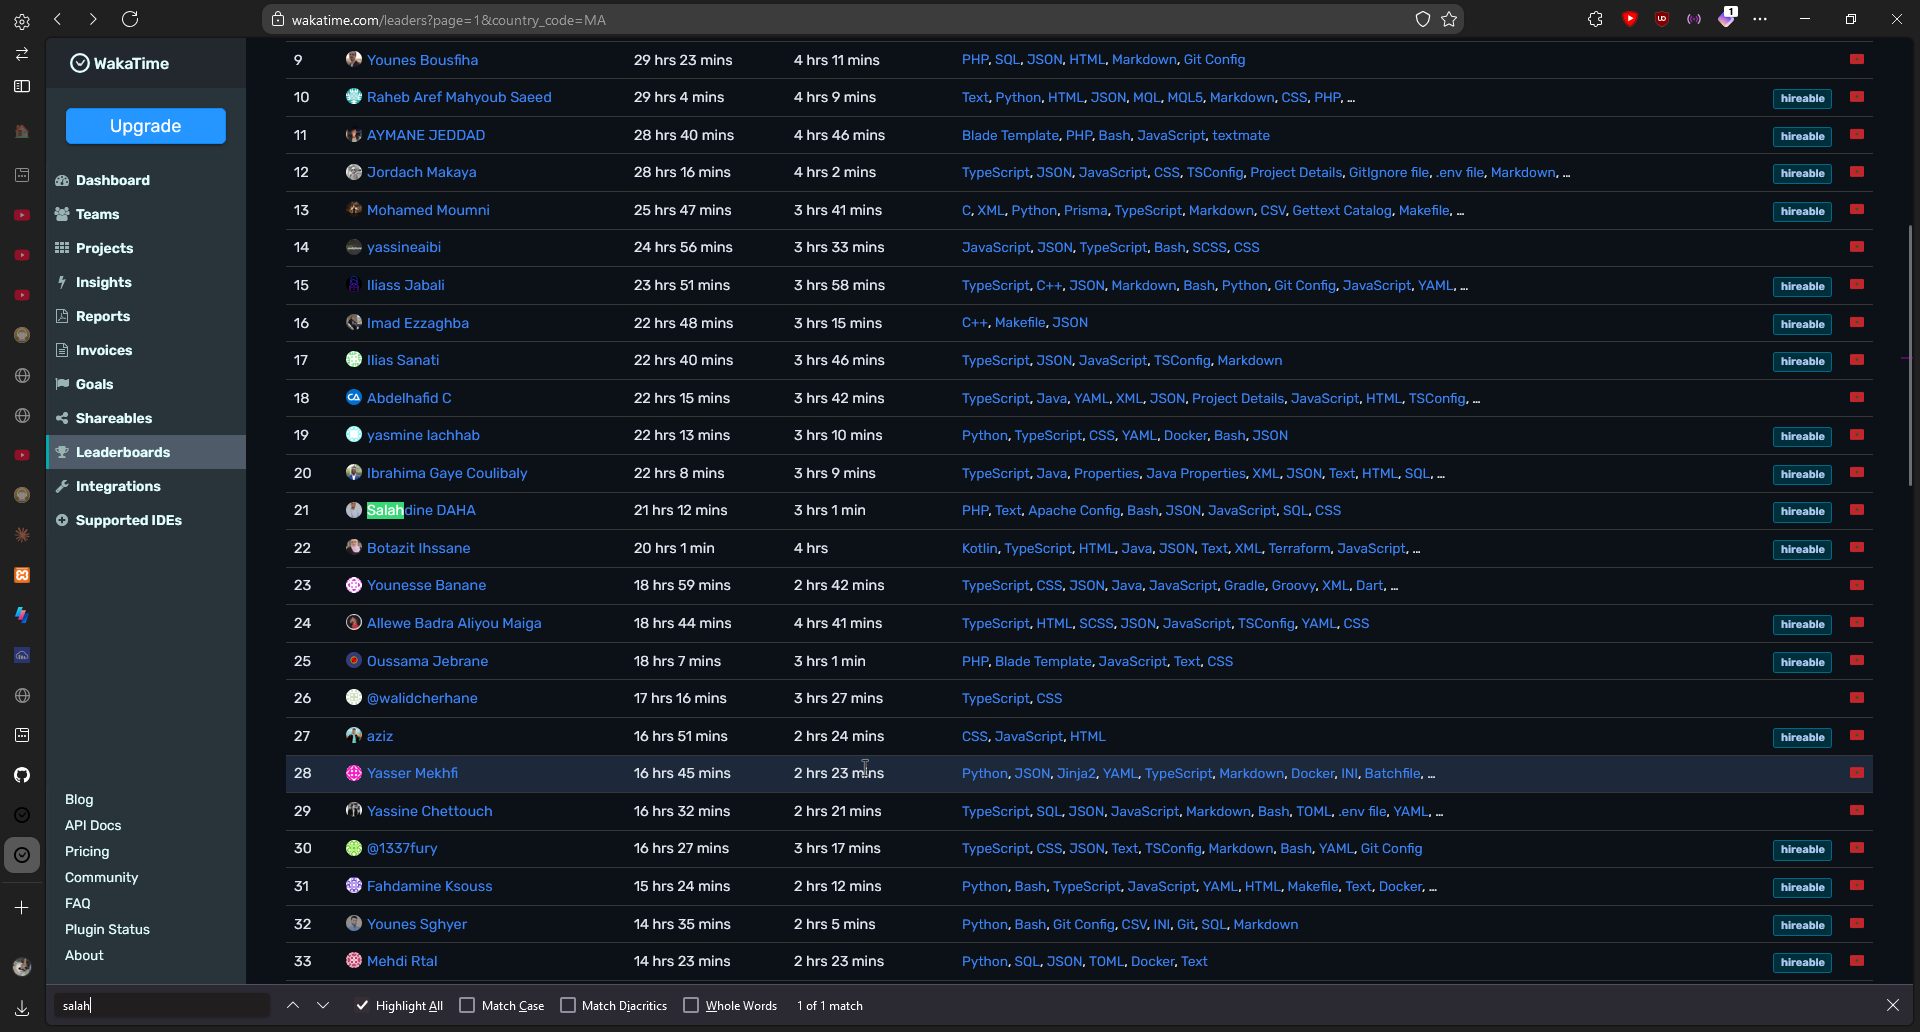 wakatime.com/leaders?page=1&country_code=MA
1
WakaTime
Upgrade
Dashboard
Teams
Projects
Insights
Reports
Invoices
Goals
Shareables
Leaderboards
Integrations
Supported IDEs
Blog
API Docs
Pricing
Community
FAQ
Plugin Status
About
9 Younes Bousfiha 29 hrs 23 mins 4 hrs 11 mins PHP, SQL, JSON, HTML, Markdown, Git Config
10 Raheb Aref Mahyoub Saeed 29 hrs 4 mins 4 hrs 9 mins Text, Python, HTML, JSON, MQL, MQL5, Markdown, CSS, PHP, … hireable
11 AYMANE JEDDAD 28 hrs 40 mins 4 hrs 46 mins Blade Template, PHP, Bash, JavaScript, textmate hireable
12 Jordach Makaya 28 hrs 16 mins 4 hrs 2 mins TypeScript, JSON, JavaScript, CSS, TSConfig, Project Details, GitIgnore file, .env file, Markdown, … hireable
13 Mohamed Moumni 25 hrs 47 mins 3 hrs 41 mins C, XML, Python, Prisma, TypeScript, Markdown, CSV, Gettext Catalog, Makefile, … hireable
14 yassineaibi 24 hrs 56 mins 3 hrs 33 mins JavaScript, JSON, TypeScript, Bash, SCSS, CSS
15 Iliass Jabali 23 hrs 51 mins 3 hrs 58 mins TypeScript, C++, JSON, Markdown, Bash, Python, Git Config, JavaScript, YAML, … hireable
16 Imad Ezzaghba 22 hrs 48 mins 3 hrs 15 mins C++, Makefile, JSON hireable
17 Ilias Sanati 22 hrs 40 mins 3 hrs 46 mins TypeScript, JSON, JavaScript, TSConfig, Markdown hireable
18 CA Abdelhafid C 22 hrs 15 mins 3 hrs 42 mins TypeScript, Java, YAML, XML, JSON, Project Details, JavaScript, HTML, TSConfig, …
19 yasmine lachhab 22 hrs 13 mins 3 hrs 10 mins Python, TypeScript, CSS, YAML, Docker, Bash, JSON hireable
20 Ibrahima Gaye Coulibaly 22 hrs 8 mins 3 hrs 9 mins TypeScript, Java, Properties, Java Properties, XML, JSON, Text, HTML, SQL, … hireable
21 Salahdine DAHA 21 hrs 12 mins 3 hrs 1 min PHP, Text, Apache Config, Bash, JSON, JavaScript, SQL, CSS hireable
22 Botazit Ihssane 20 hrs 1 min 4 hrs Kotlin, TypeScript, HTML, Java, JSON, Text, XML, Terraform, JavaScript, … hireable
23 Younesse Banane 18 hrs 59 mins 2 hrs 42 mins TypeScript, CSS, JSON, Java, JavaScript, Gradle, Groovy, XML, Dart, …
24 Allewe Badra Aliyou Maiga 18 hrs 44 mins 4 hrs 41 mins TypeScript, HTML, SCSS, JSON, JavaScript, TSConfig, YAML, CSS hireable
25 Oussama Jebrane 18 hrs 7 mins 3 hrs 1 min PHP, Blade Template, JavaScript, Text, CSS hireable
26 @walidcherhane 17 hrs 16 mins 3 hrs 27 mins TypeScript, CSS
27 aziz 16 hrs 51 mins 2 hrs 24 mins CSS, JavaScript, HTML hireable
28 Yasser Mekhfi 16 hrs 45 mins 2 hrs 23 mins Python, JSON, Jinja2, YAML, TypeScript, Markdown, Docker, INI, Batchfile, …
29 Yassine Chettouch 16 hrs 32 mins 2 hrs 21 mins TypeScript, SQL, JSON, JavaScript, Markdown, Bash, TOML, .env file, YAML, …
30 @1337fury 16 hrs 27 mins 3 hrs 17 mins TypeScript, CSS, JSON, Text, TSConfig, Markdown, Bash, YAML, Git Config hireable
31 Fahdamine Ksouss 15 hrs 24 mins 2 hrs 12 mins Python, Bash, TypeScript, JavaScript, YAML, HTML, Makefile, Text, Docker, … hireable
32 Younes Sghyer 14 hrs 35 mins 2 hrs 5 mins Python, Bash, Git Config, CSV, INI, Git, SQL, Markdown hireable
33 Mehdi Rtal 14 hrs 23 mins 2 hrs 23 mins Python, SQL, JSON, TOML, Docker, Text hireable
salah Highlight All Match Case Match Diacritics Whole Words 1 of 1 match